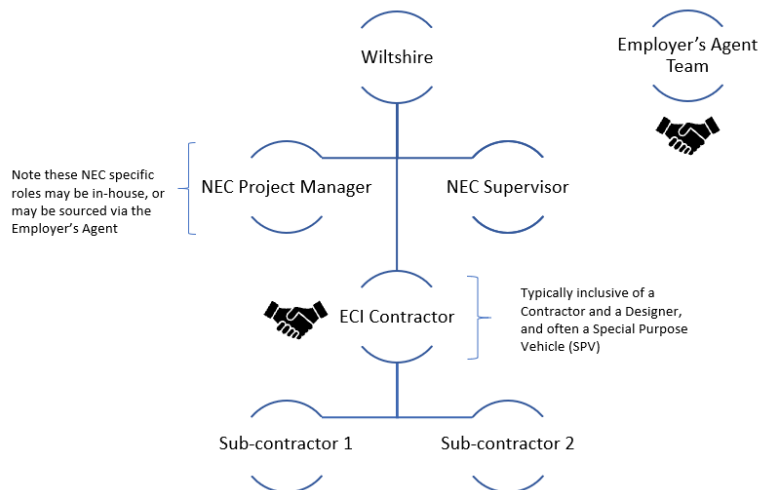 Wiltshire
Employer's Agent
Team
Note these NEC specific
roles may be in-house, or
may be sourced via the
Employer's Agent
NEC Project Manager
NEC Supervisor
ECI Contractor
Typically inclusive of a
Contractor and a Designer,
and often a Special Purpose
Vehicle (SPV)
Sub-contractor 1
Sub-contractor 2